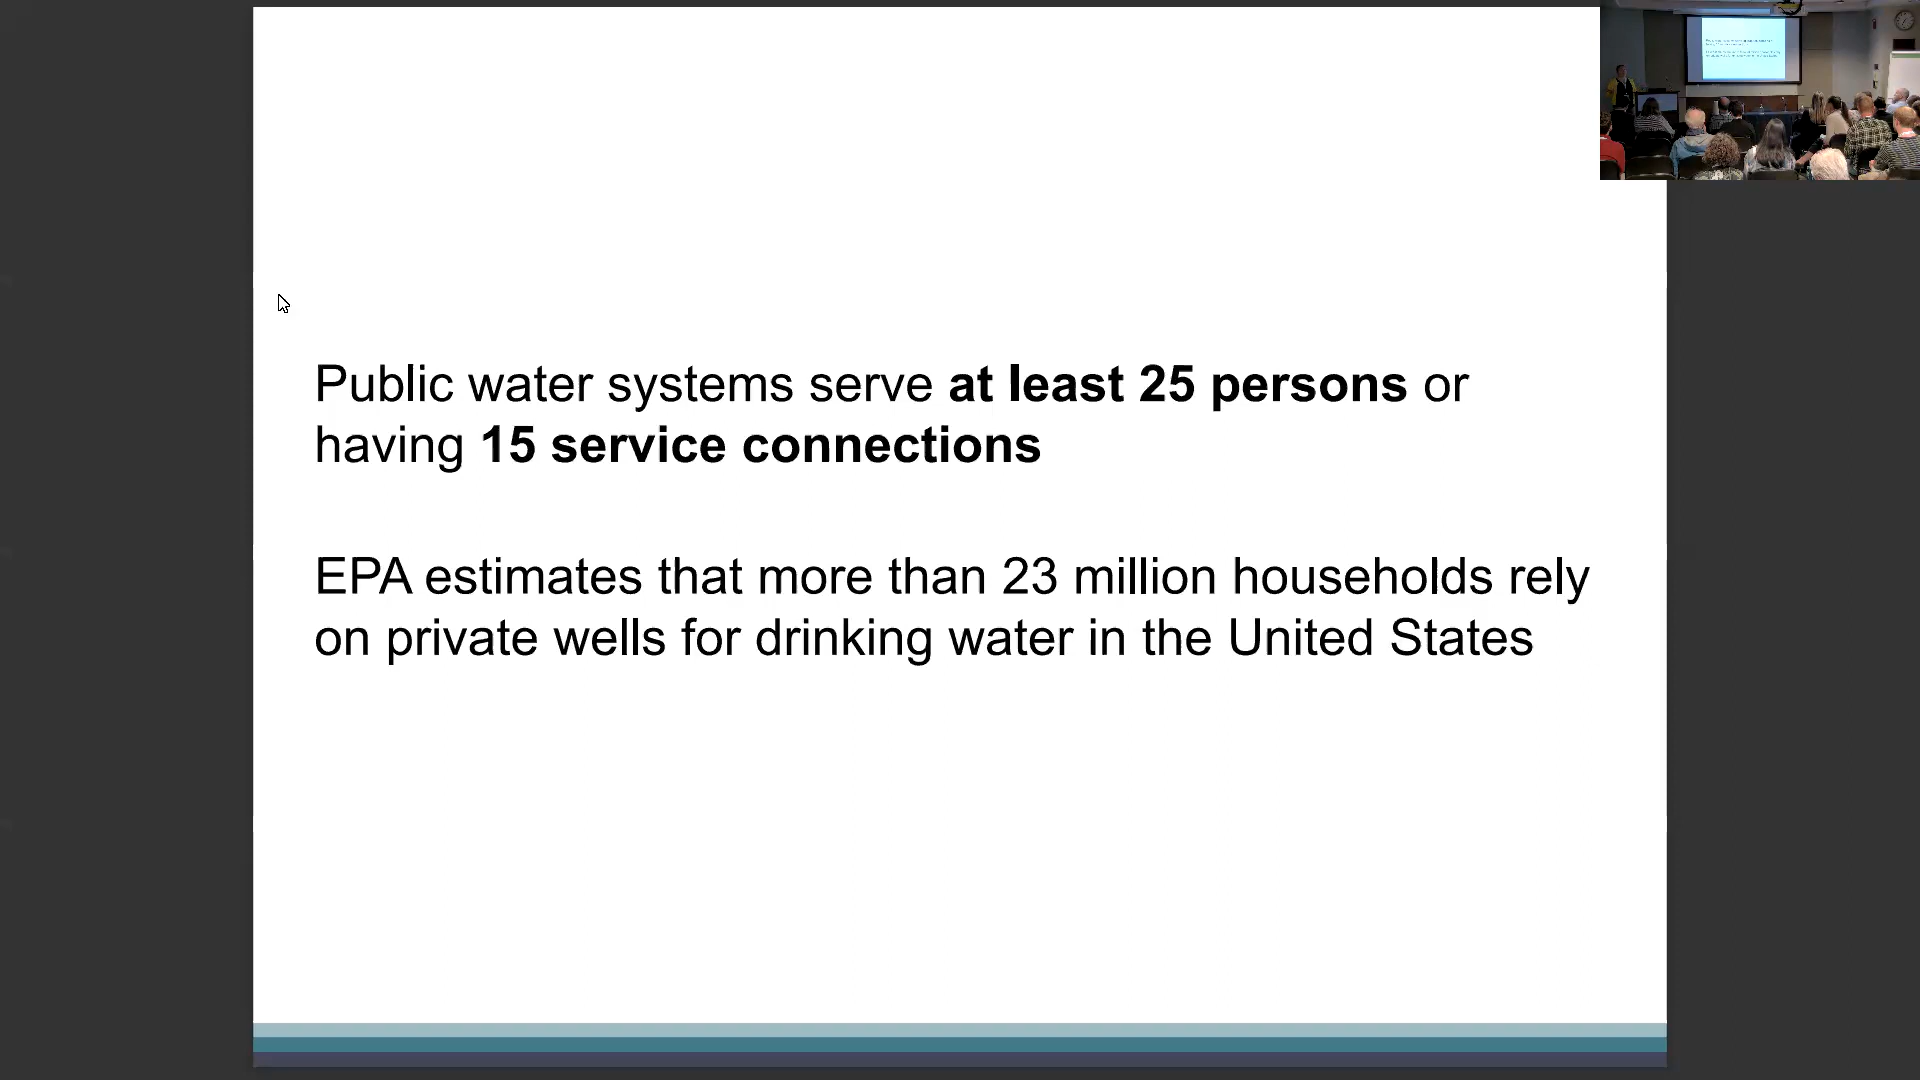 Public water systems serve at least 25 persons or
having 15 service connections
EPA estimates that more than 23 million households rely
on private wells for drinking water in the United States